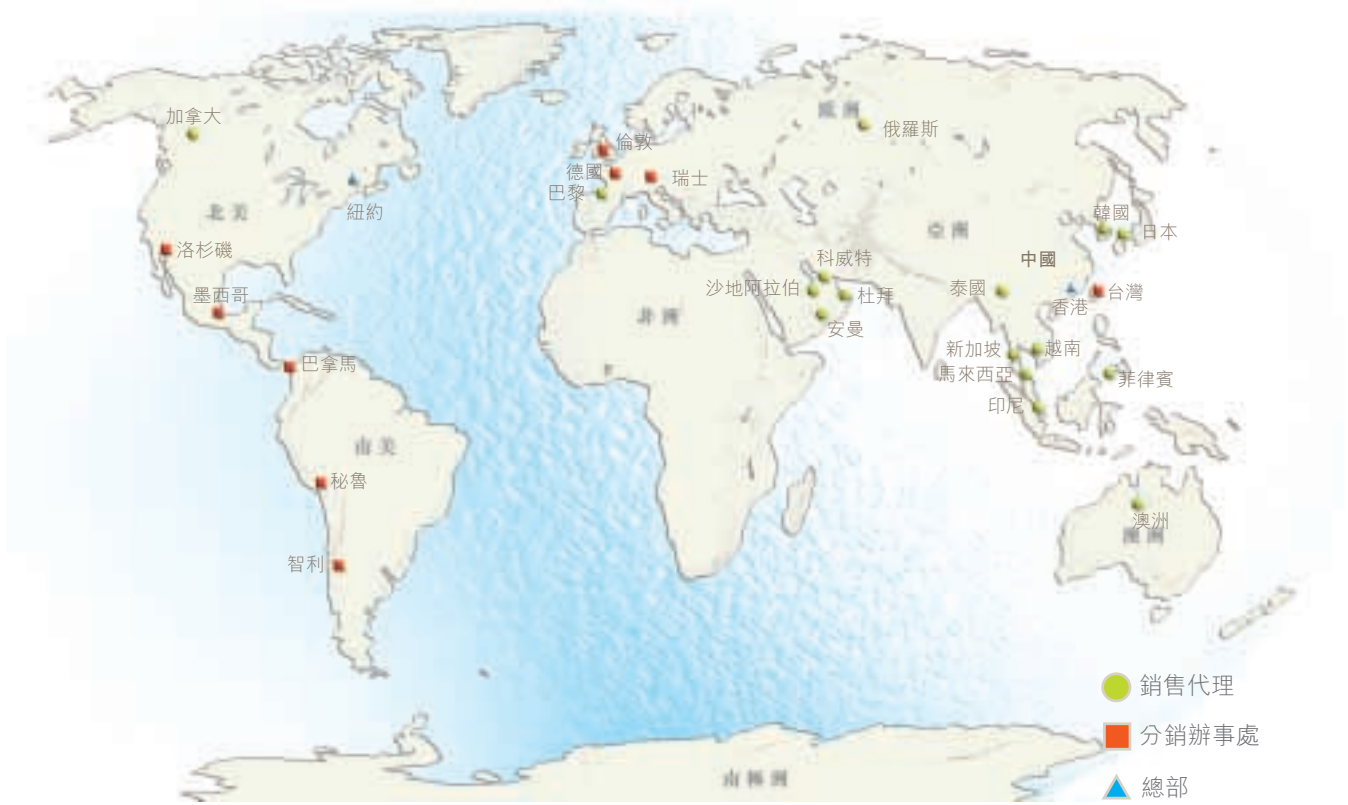 加拿大
歐洲
俄羅斯
倫敦
德國
瑞士
巴黎
北美
紐約
韓國
日本
亞洲
洛杉磯
科威特
中國
沙地阿拉伯
杜拜
泰國
香港
台灣
墨西哥
非洲
安曼
新加坡
越南
巴拿馬
馬來西亞
菲律賓
印尼
南美
秘魯
澳洲
澳洲
智利
銷售代理
分銷辦事處
南極洲
總部